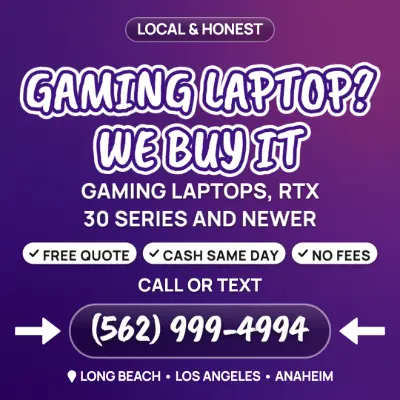 LOCAL & HONEST
GAMING LAPTOP?
WE BUY IT
GAMING LAPTOPS, RTX
30 SERIES AND NEWER
✓ FREE QUOTE ✓ CASH SAME DAY ✓ NO FEES
CALL OR TEXT
(562) 999-4994
LONG BEACH • LOS ANGELES • ANAHEIM